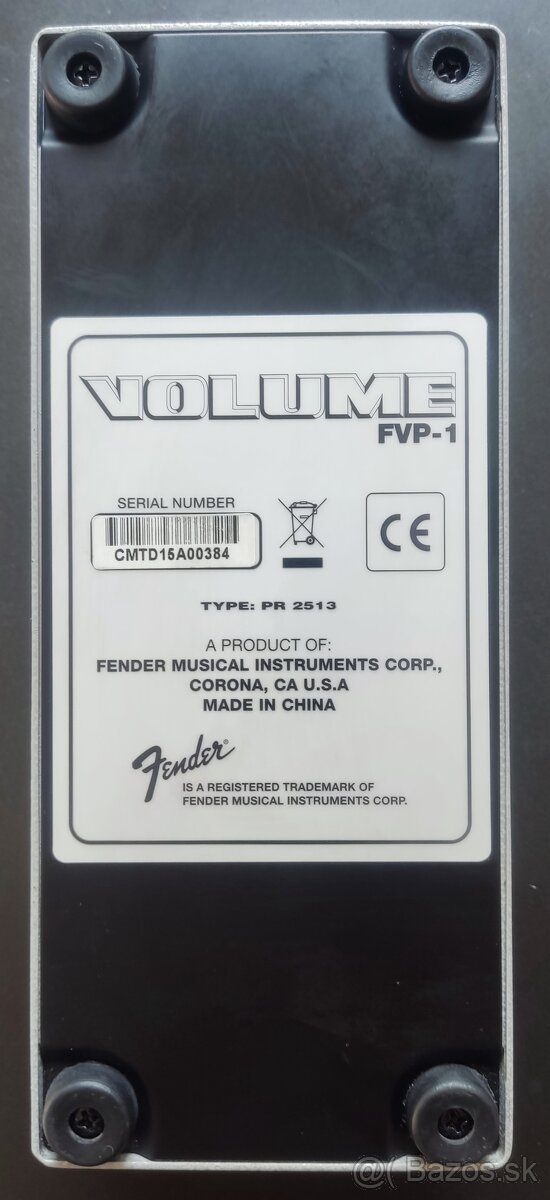 VOLUME
FVP-1
SERIAL NUMBER
CMTD15A00384
CE
TYPE: PR 2513
A PRODUCT OF:
FENDER MUSICAL INSTRUMENTS CORP.,
CORONA, CA U.S.A
MADE IN CHINA
Fender®
IS A REGISTERED TRADEMARK OF
FENDER MUSICAL INSTRUMENTS CORP.
@( Bazos.sk